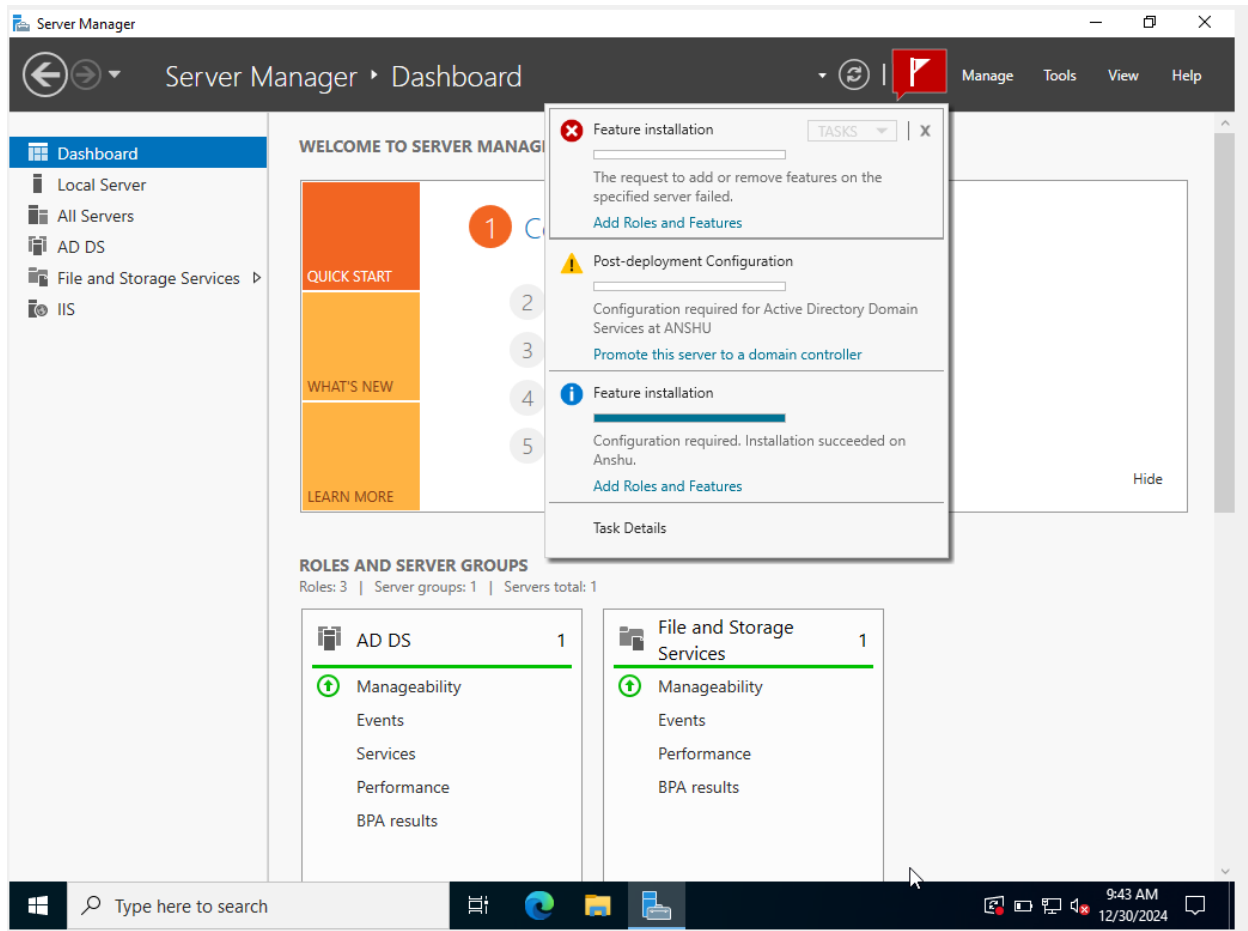 Server Manager
Server Manager • Dashboard
Manage Tools View Help
Dashboard
Local Server
All Servers
AD DS
File and Storage Services
IIS
WELCOME TO SERVER MANAG
QUICK START
WHAT'S NEW
LEARN MORE
1
2
3
4
5
Hide
Feature installation
TASKS
X
The request to add or remove features on the
specified server failed.
Add Roles and Features
Post-deployment Configuration
Configuration required for Active Directory Domain
Services at ANSHU
Promote this server to a domain controller
Feature installation
Configuration required. Installation succeeded on
Anshu.
Add Roles and Features
Task Details
ROLES AND SERVER GROUPS
Roles: 3 | Server groups: 1 | Servers total: 1
AD DS 1
Manageability
Events
Services
Performance
BPA results
File and Storage
Services 1
Manageability
Events
Performance
BPA results
Type here to search
9:43 AM
12/30/2024